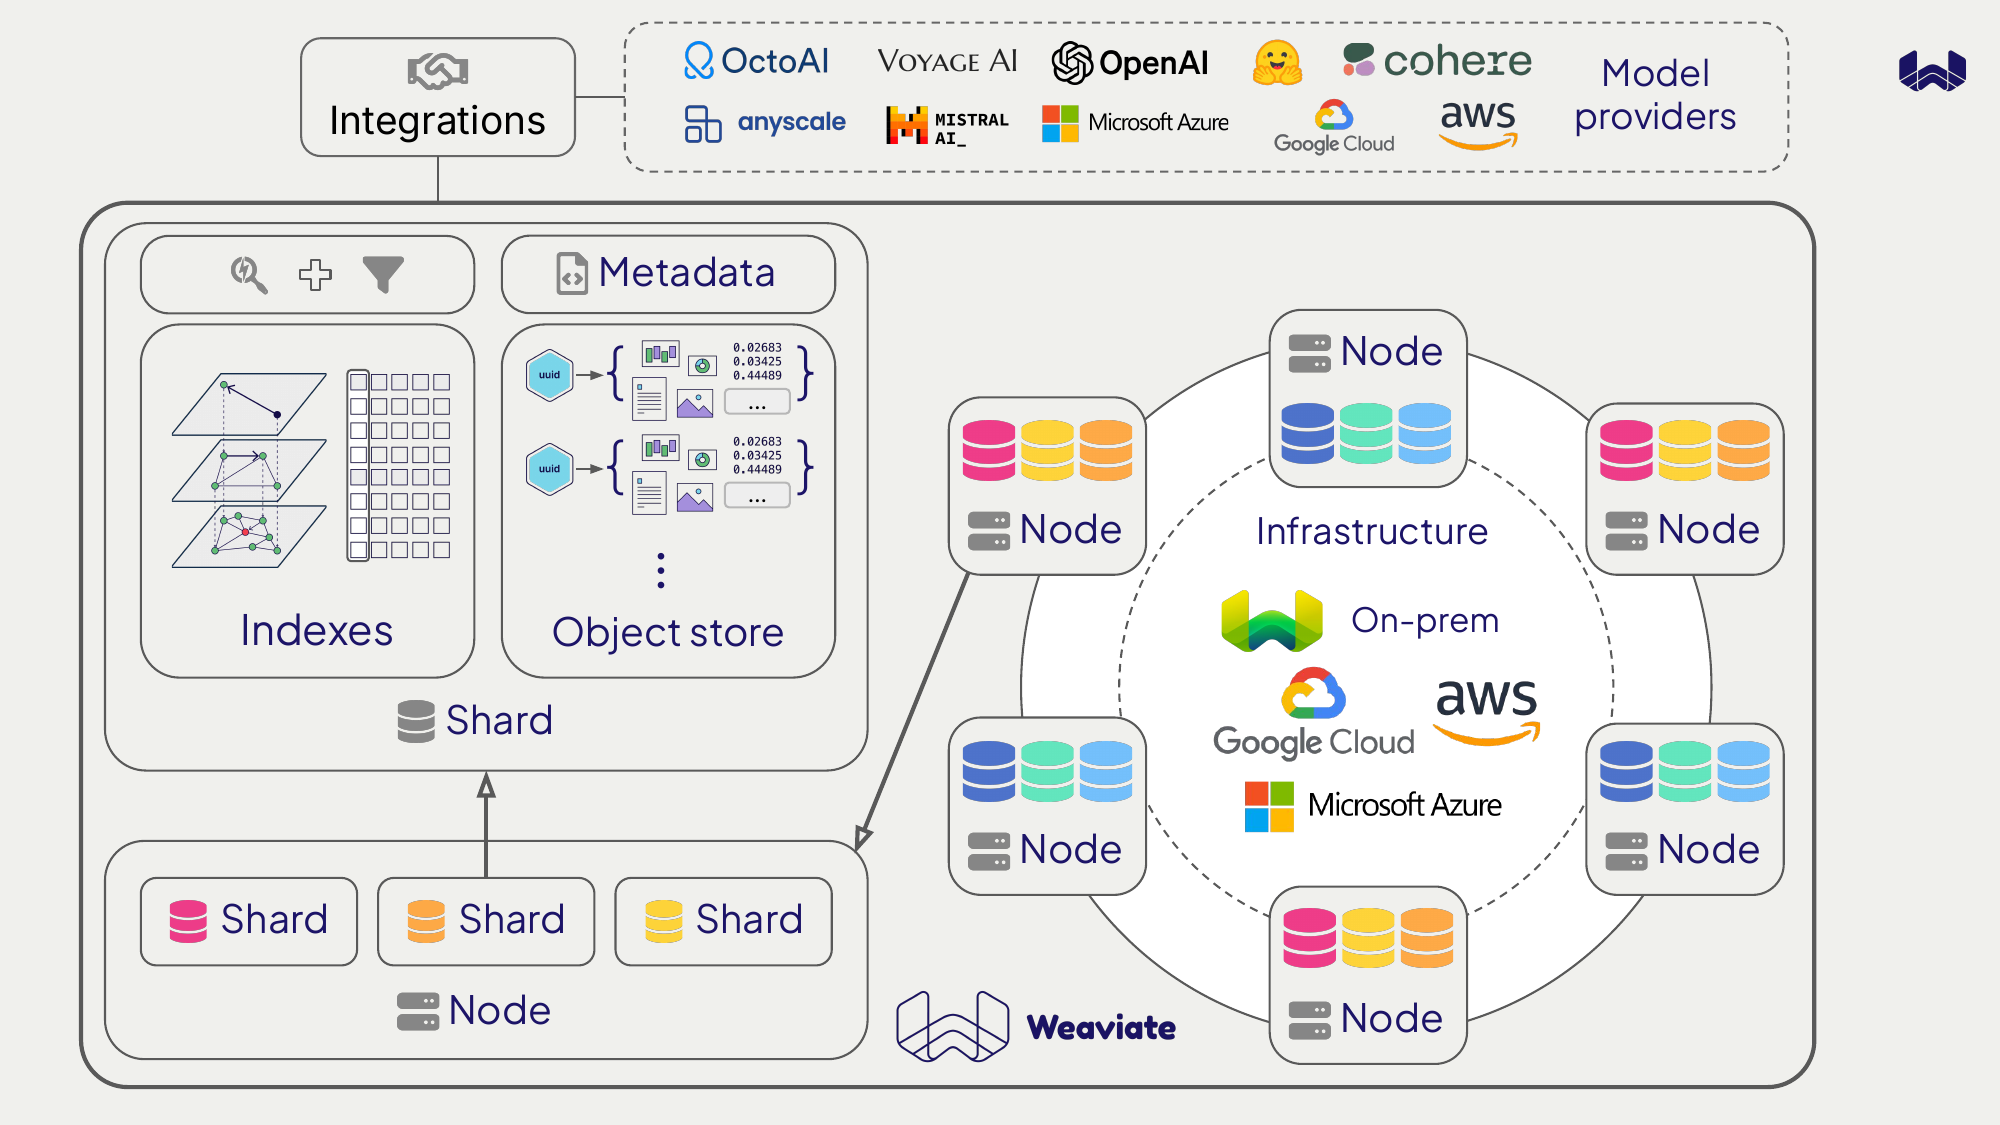 Integrations
OctoAI
VOYAGE AI
OpenAI
cohere
anyscale
MISTRAL
AI_
Microsoft Azure
Google Cloud
aws
Model
providers
Metadata
uuid
0.02683
0.03425
0.44489
...
uuid
0.02683
0.03425
0.44489
...
Indexes
Object store
Shard
Shard
Shard
Shard
Node
Node
Node
Node
Infrastructure
On-prem
Google Cloud
aws
Microsoft Azure
Node
Node
Node
Weaviate